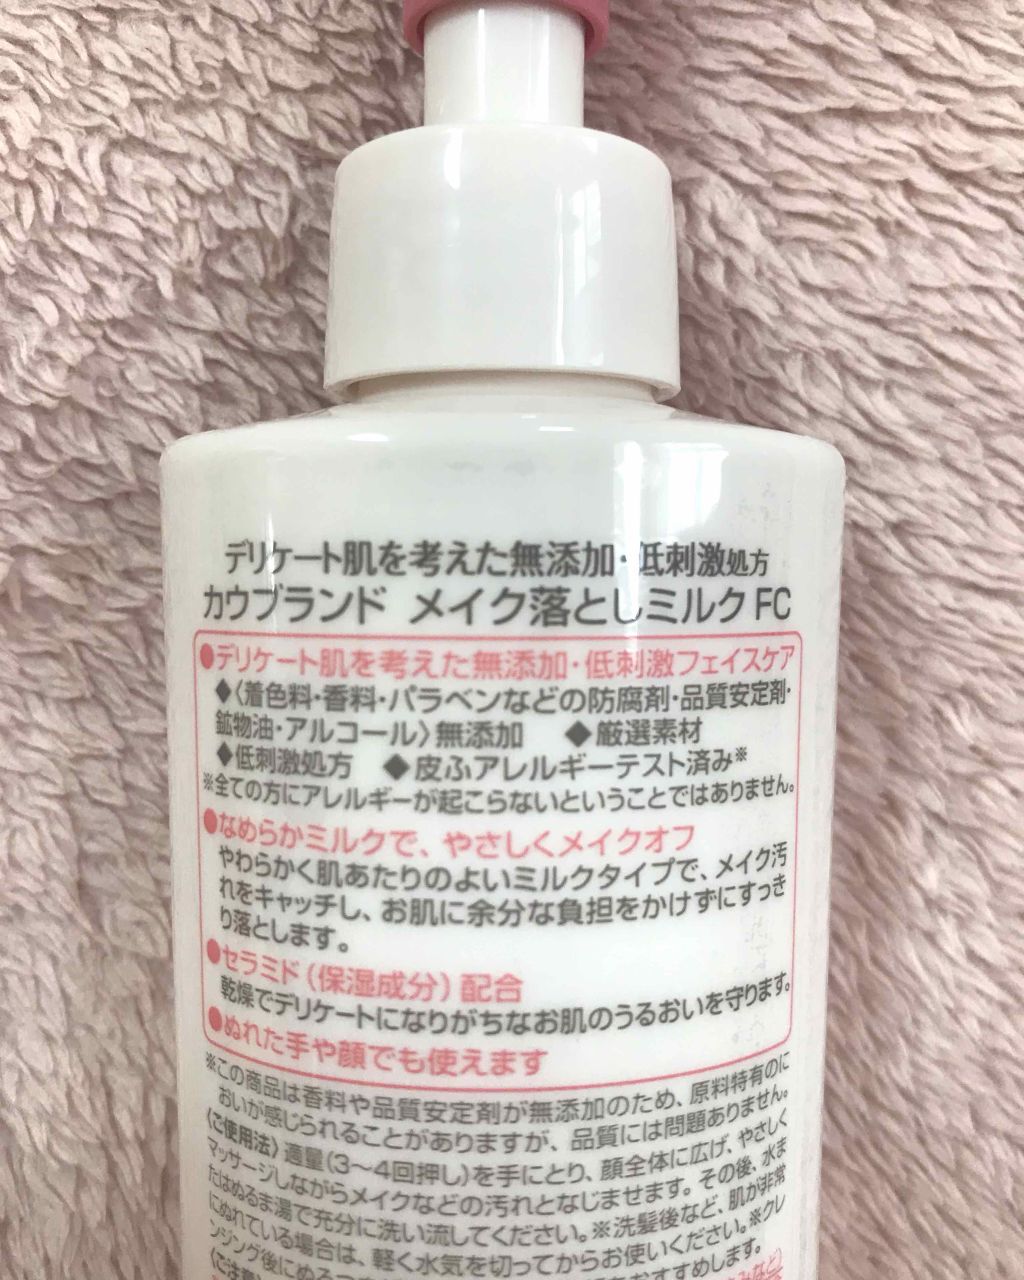 デリケート肌を考えた無添加・低刺激処方
カウブランド メイク落としミルクFC
●デリケート肌を考えた無添加・低刺激フェイスケア
◆〈着色料・香料・パラベンなどの防腐剤・品質安定剤・
鉱物油・アルコール〉無添加 ◆厳選素材
◆低刺激処方 ◆皮ふアレルギーテスト済み※
※全ての方にアレルギーが起こらないということではありません。
●なめらかミルクで、やさしくメイクオフ
やわらかく肌あたりのよいミルクタイプで、メイク汚
れをキャッチし、お肌に余分な負担をかけずにすっき
り落とします。
●セラミド(保湿成分)配合
乾燥でデリケートになりがちなお肌のうるおいを守ります。
●ぬれた手や顔でも使えます
※この商品は香料や品質安定剤が無添加のため、原料特有のに
おいが感じられることがありますが、品質には問題ありません。
〈ご使用法〉適量(3〜4回押し)を手にとり、顔全体に広げ、やさしく
マッサージしながらメイクなどの汚れとなじませます。その後、水ま
たはぬるま湯で充分に洗い流してください。※洗髪後など、肌が非常
にぬれている場合は、軽く水気を切ってからお使いください。※クレ
ンジング後にぬるつき
おすすめします。
〈ご注意〉